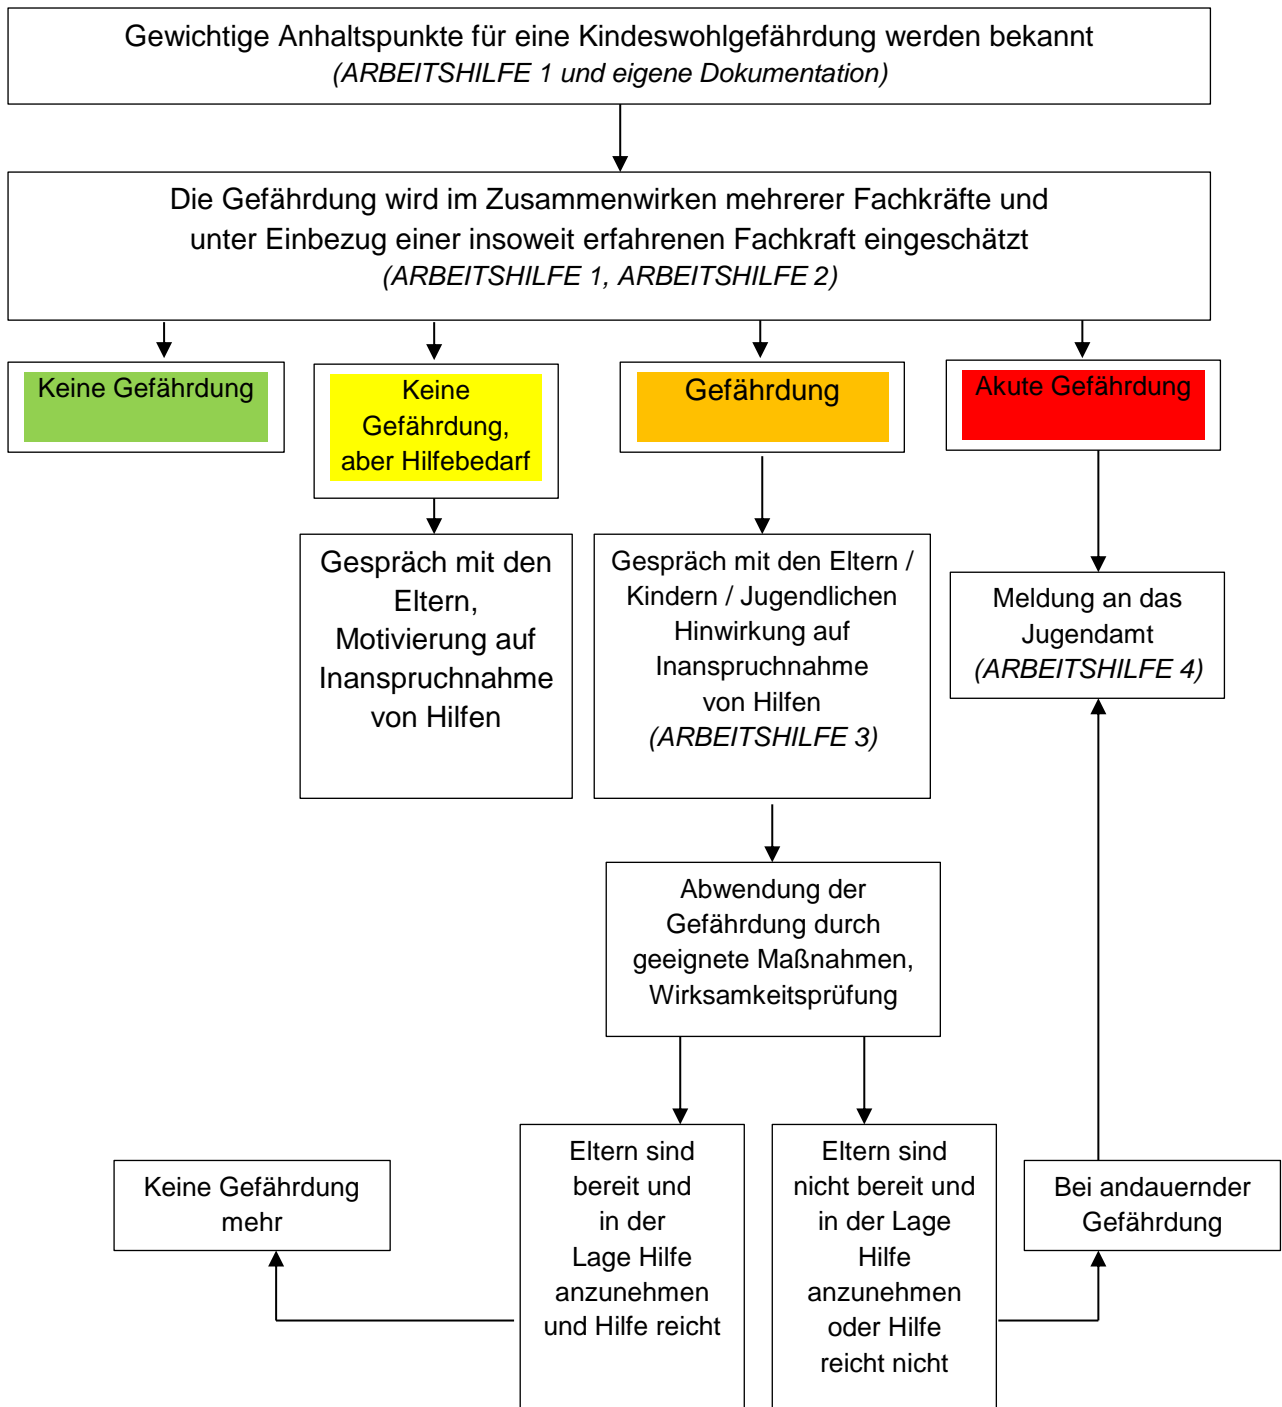 Gewichtige Anhaltspunkte für eine Kindeswohlgefährdung werden bekannt
(ARBEITSHILFE 1 und eigene Dokumentation)
Die Gefährdung wird im Zusammenwirken mehrerer Fachkräfte und
unter Einbezug einer insoweit erfahrenen Fachkraft eingeschätzt
(ARBEITSHILFE 1, ARBEITSHILFE 2)
Keine Gefährdung
Keine
Gefährdung,
aber Hilfebedarf
Gefährdung
Akute Gefährdung
Gespräch mit den
Eltern,
Motivierung auf
Inanspruchnahme
von Hilfen
Gespräch mit den Eltern /
Kindern / Jugendlichen
Hinwirkung auf
Inanspruchnahme
von Hilfen
(ARBEITSHILFE 3)
Meldung an das
Jugendamt
(ARBEITSHILFE 4)
Abwendung der
Gefährdung durch
geeignete Maßnahmen,
Wirksamkeitsprüfung
Keine Gefährdung
mehr
Eltern sind
bereit und
in der
Lage Hilfe
anzunehmen
und Hilfe reicht
Eltern sind
nicht bereit und
in der Lage
Hilfe
anzunehmen
oder Hilfe
reicht nicht
Bei andauernder
Gefährdung